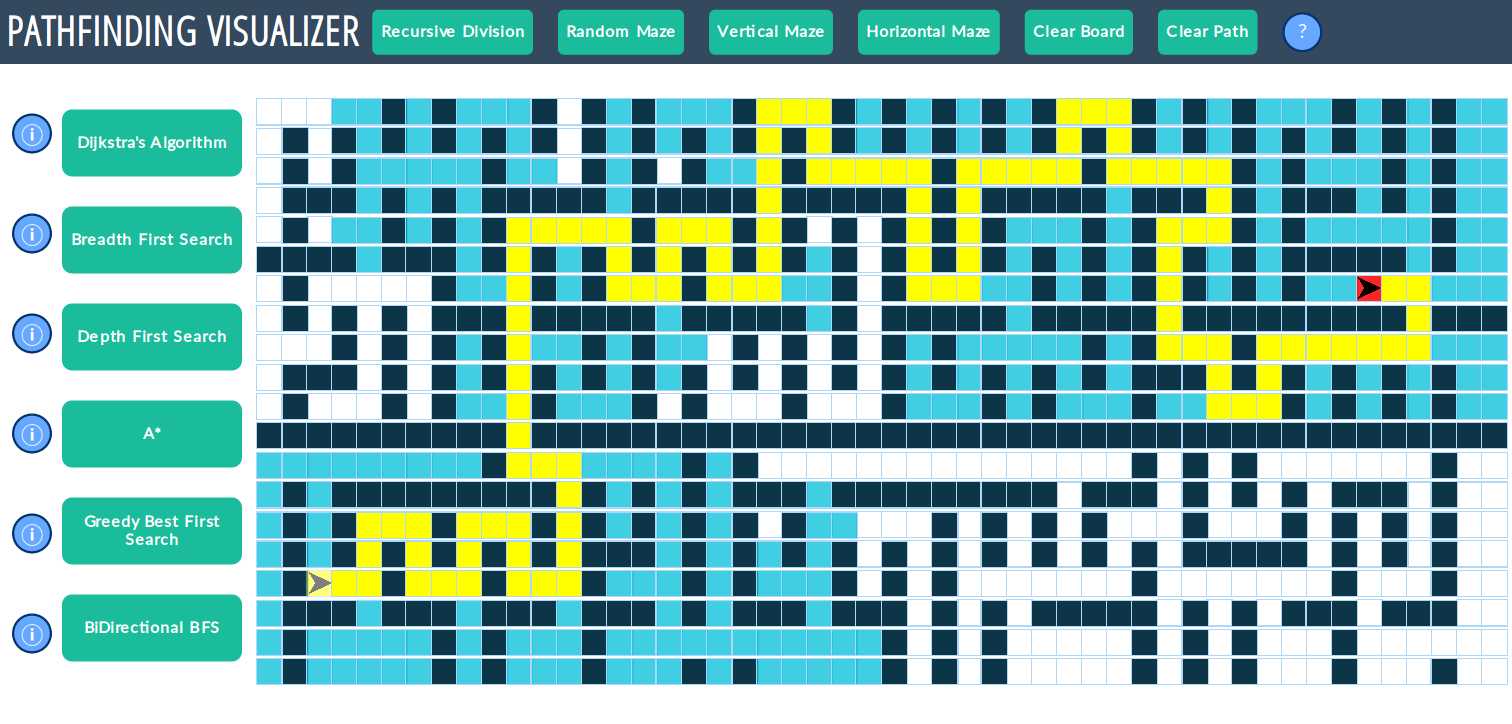 PATHFINDING VISUALIZER
Recursive Division
Random Maze
Vertical Maze
Horizontal Maze
Clear Board
Clear Path
?
i
Dijkstra's Algorithm
i
Breadth First Search
i
Depth First Search
i
A*
i
Greedy Best First
Search
i
BiDirectional BFS